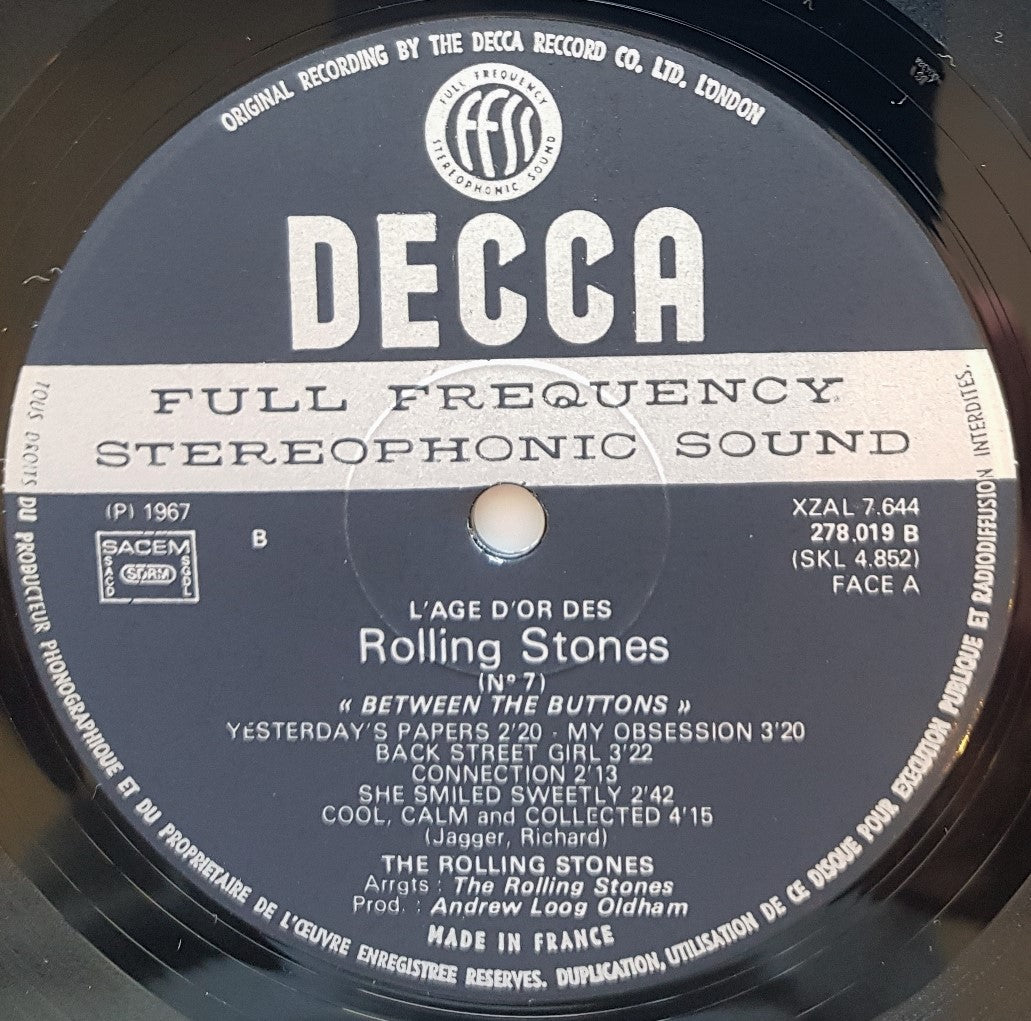 ORIGINAL RECORDING BY THE DECCA RECCORD CO. LTD. LONDON
FULL FREQUENCY
ffss
STEREOPHONIC SOUND
DECCA
FULL FREQUENCY
STEREOPHONIC SOUND
(P) 1967
B
XZAL 7.644
SACEM
SACD
SDRM
SGDL
278.019 B
(SKL 4.852)
FACE A
L'AGE D'OR DES
Rolling Stones
(Nº 7)
« BETWEEN THE BUTTONS »
YESTERDAY'S PAPERS 2'20 - MY OBSESSION 3'20
BACK STREET GIRL 3'22
CONNECTION 2'13
SHE SMILED SWEETLY 2'42
COOL, CALM and COLLECTED 4'15
(Jagger, Richard)
THE ROLLING STONES
Arrgts : The Rolling Stones
Prod. : Andrew Loog Oldham
MADE IN FRANCE
TOUS DROITS DU PRODUCTEUR PHONOGRAPHIQUE ET DU PROPRIETAIRE DE L'ŒUVRE ENREGISTREE RESERVES. DUPLICATION, UTILISATION DE CE DISQUE POUR EXECUTION PUBLIQUE ET RADIODIFFUSION INTERDITES.